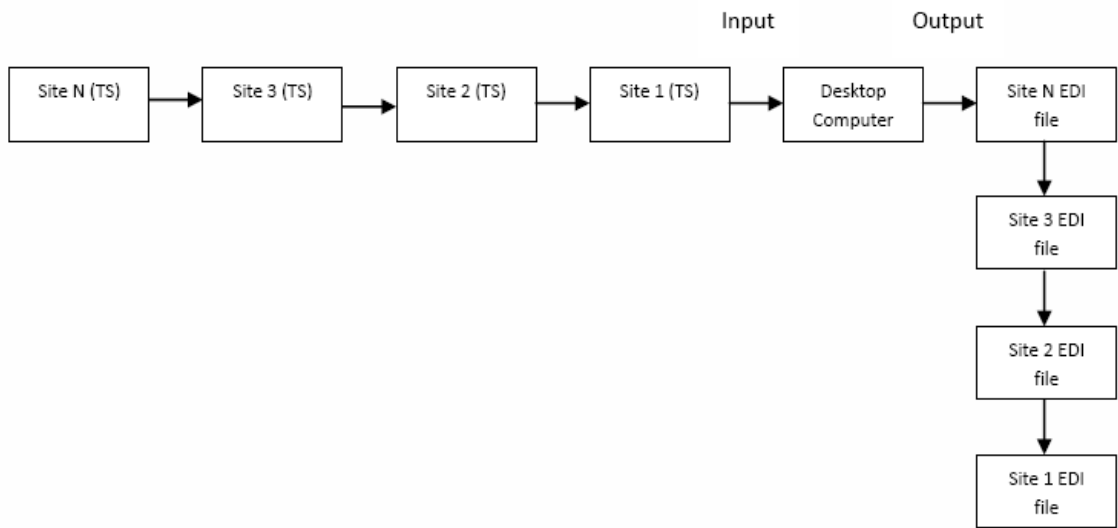 Input
Output
Site N (TS)
Site 3 (TS)
Site 2 (TS)
Site 1 (TS)
Desktop
Computer
Site N EDI
file
Site 3 EDI
file
Site 2 EDI
file
Site 1 EDI
file